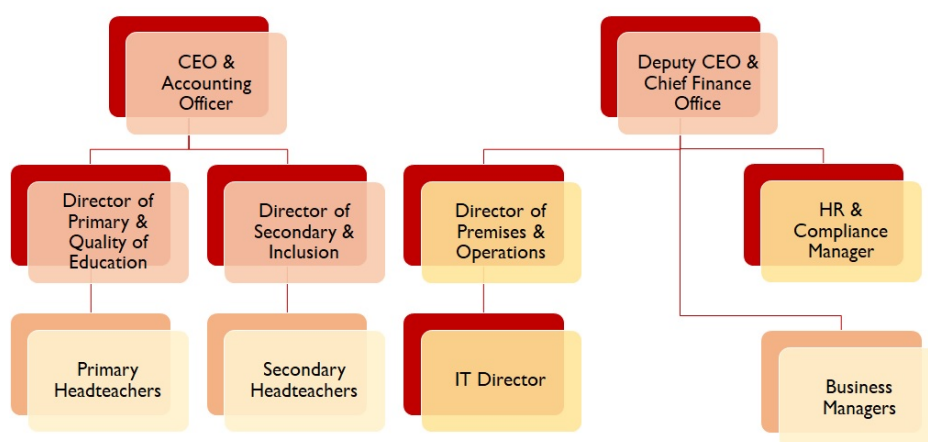 CEO &
Accounting
Officer
Deputy CEO &
Chief Finance
Office
Director of
Primary &
Quality of
Education
Director of
Secondary &
Inclusion
Director of
Premises &
Operations
HR &
Compliance
Manager
Primary
Headteachers
Secondary
Headteachers
IT Director
Business
Managers